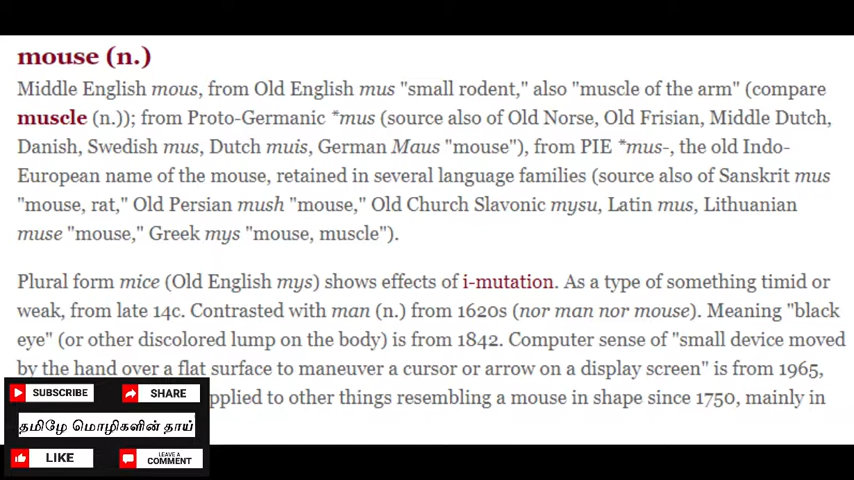 mouse (n.)
Middle English mous, from Old English mus "small rodent," also "muscle of the arm" (compare
muscle (n.)); from Proto-Germanic *mus (source also of Old Norse, Old Frisian, Middle Dutch,
Danish, Swedish mus, Dutch muis, German Maus "mouse"), from PIE *mus-, the old Indo-
European name of the mouse, retained in several language families (source also of Sanskrit mus
"mouse, rat," Old Persian mush "mouse," Old Church Slavonic mysu, Latin mus, Lithuanian
muse "mouse," Greek mys "mouse, muscle").
Plural form mice (Old English mys) shows effects of i-mutation. As a type of something timid or
weak, from late 14c. Contrasted with man (n.) from 1620s (nor man nor mouse). Meaning "black
eye" (or other discolored lump on the body) is from 1842. Computer sense of "small device moved
by the hand over a flat surface to maneuver a cursor or arrow on a display screen" is from 1965,
applied to other things resembling a mouse in shape since 1750, mainly in
SUBSCRIBE
SHARE
தமிழே மொழிகளின் தாய்
LIKE
LEAVE A
COMMENT